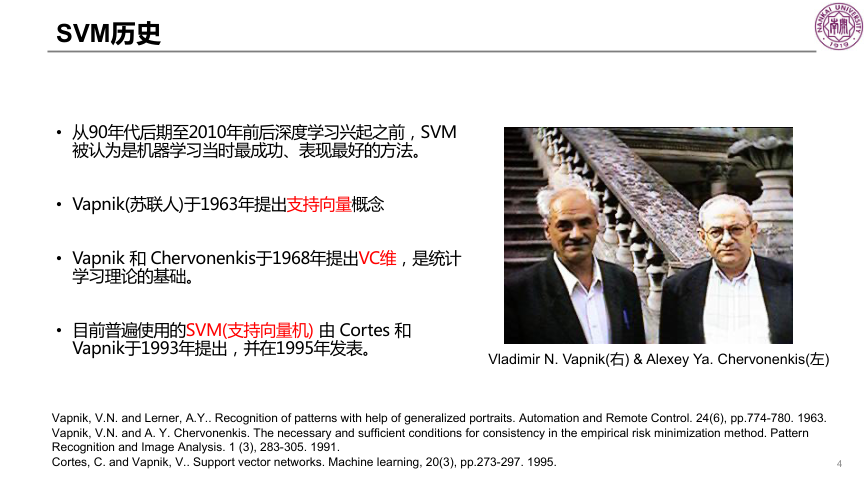 SVM历史
NANKAI UNIVERSITY
南開
1919
• 从90年代后期至2010年前后深度学习兴起之前，SVM
被认为是机器学习当时最成功、表现最好的方法。
• Vapnik(苏联人)于1963年提出支持向量概念
• Vapnik 和 Chervonenkis于1968年提出VC维，是统计
学习理论的基础。
• 目前普遍使用的SVM(支持向量机) 由 Cortes 和
Vapnik于1993年提出，并在1995年发表。
Vladimir N. Vapnik(右) & Alexey Ya. Chervonenkis(左)
Vapnik, V.N. and Lerner, A.Y.. Recognition of patterns with help of generalized portraits. Automation and Remote Control. 24(6), pp.774-780. 1963.
Vapnik, V.N. and A. Y. Chervonenkis. The necessary and sufficient conditions for consistency in the empirical risk minimization method. Pattern
Recognition and Image Analysis. 1 (3), 283-305. 1991.
Cortes, C. and Vapnik, V.. Support vector networks. Machine learning, 20(3), pp.273-297. 1995.
4